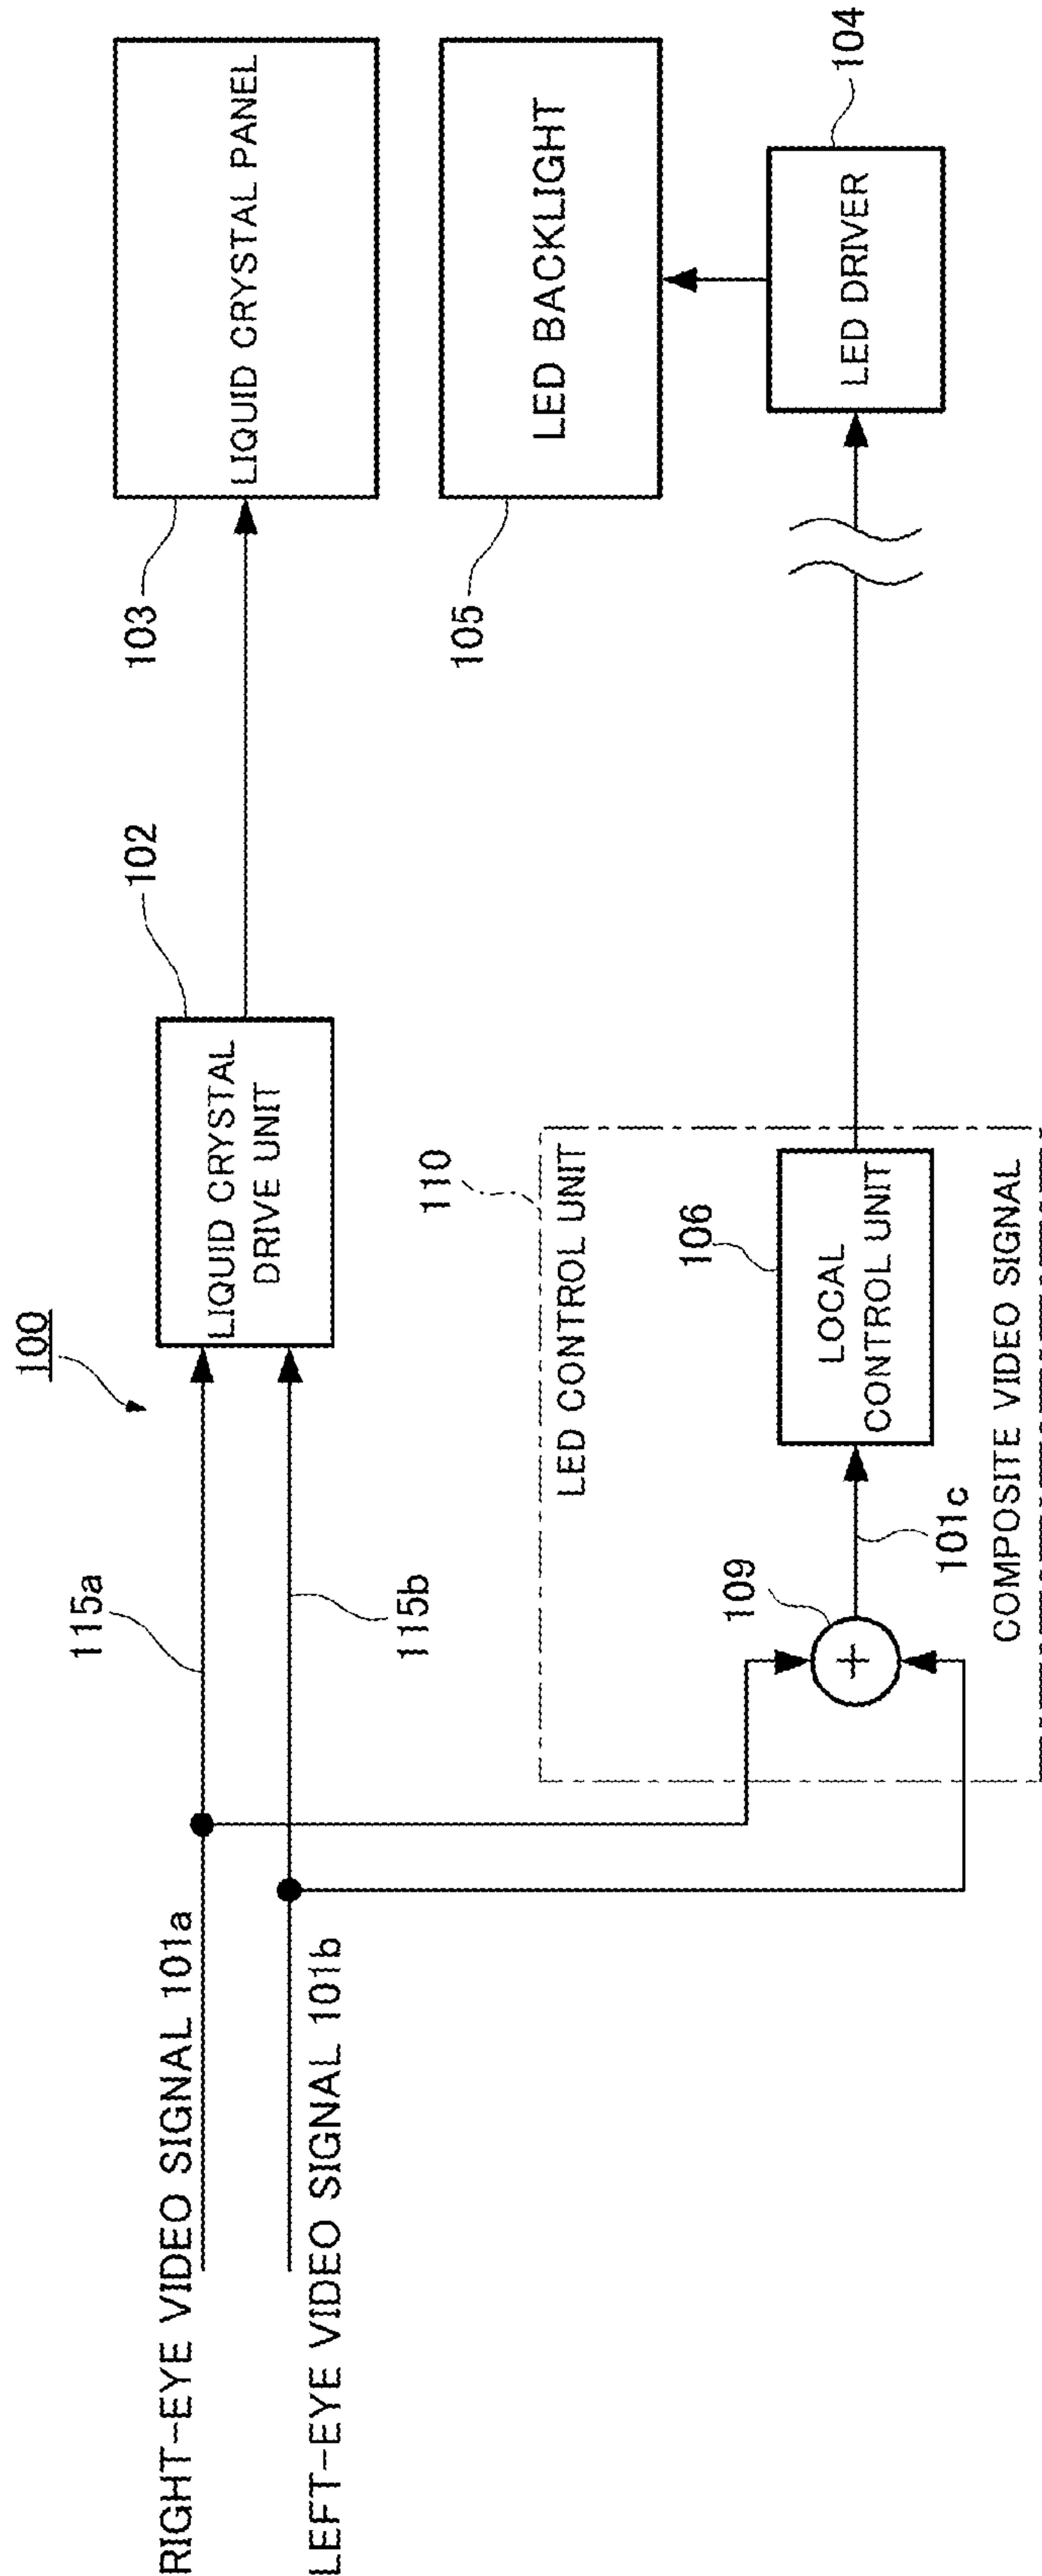 100
RIGHT-EYE VIDEO SIGNAL 101a
LEFT-EYE VIDEO SIGNAL 101b
115a
115b
102
LIQUID CRYSTAL
DRIVE UNIT
103
LIQUID CRYSTAL PANEL
110
LED CONTROL UNIT
109
+
101c
106
LOCAL
CONTROL UNIT
COMPOSITE VIDEO SIGNAL
105
LED BACKLIGHT
LED DRIVER
104